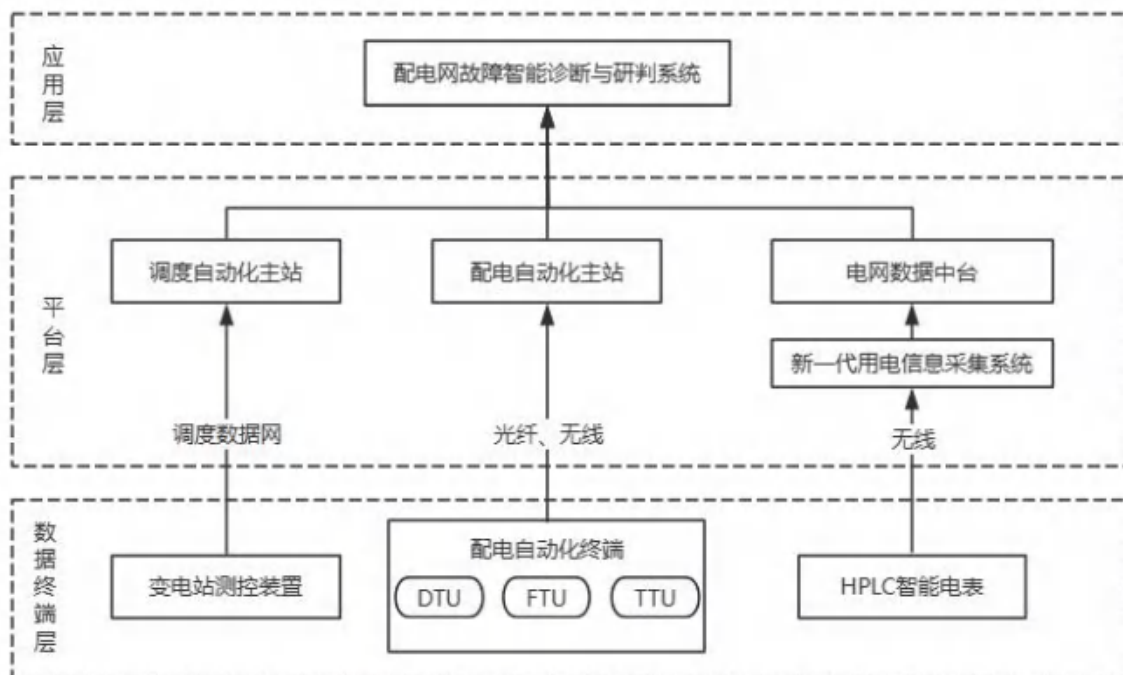 应用层
配电网故障智能诊断与研判系统
平台层
调度自动化主站
配电自动化主站
电网数据中台
新一代用电信息采集系统
调度数据网
光纤、无线
无线
数据终端层
变电站测控装置
配电自动化终端
DTU
FTU
TTU
HPLC智能电表